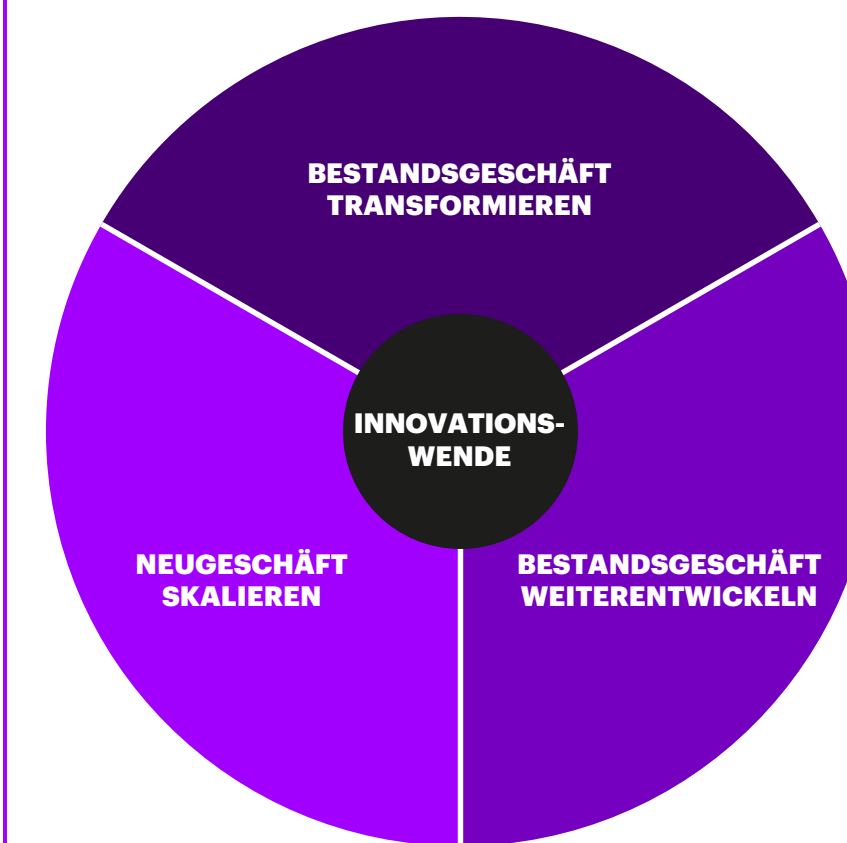 BESTANDSGESCHÄFT
TRANSFORMIEREN
INNOVATIONS-
WENDE
NEUGESCHÄFT
SKALIEREN
BESTANDSGESCHÄFT
WEITERENTWICKELN